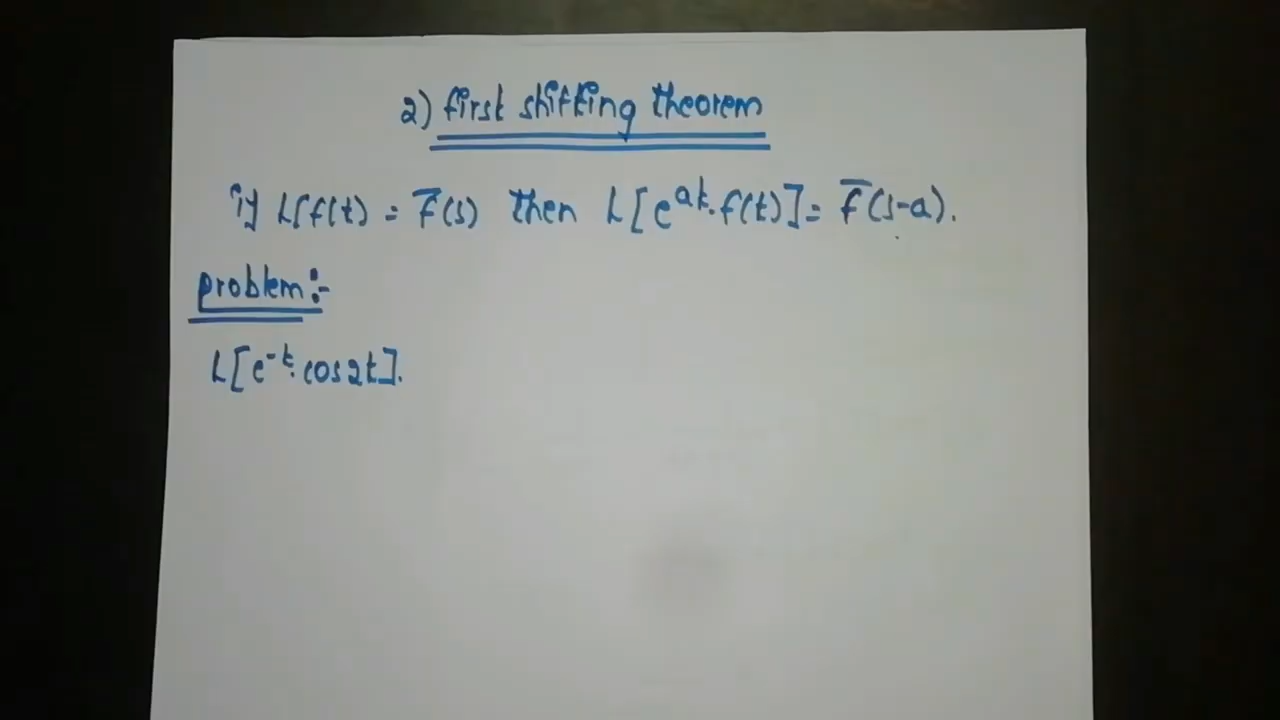 2) first shifting theorem
if L[f(t) = f̅(s) then L[e^{at}.f(t)] = f̅(s-a).
problem:-
L[e^{-t}.cos2t].